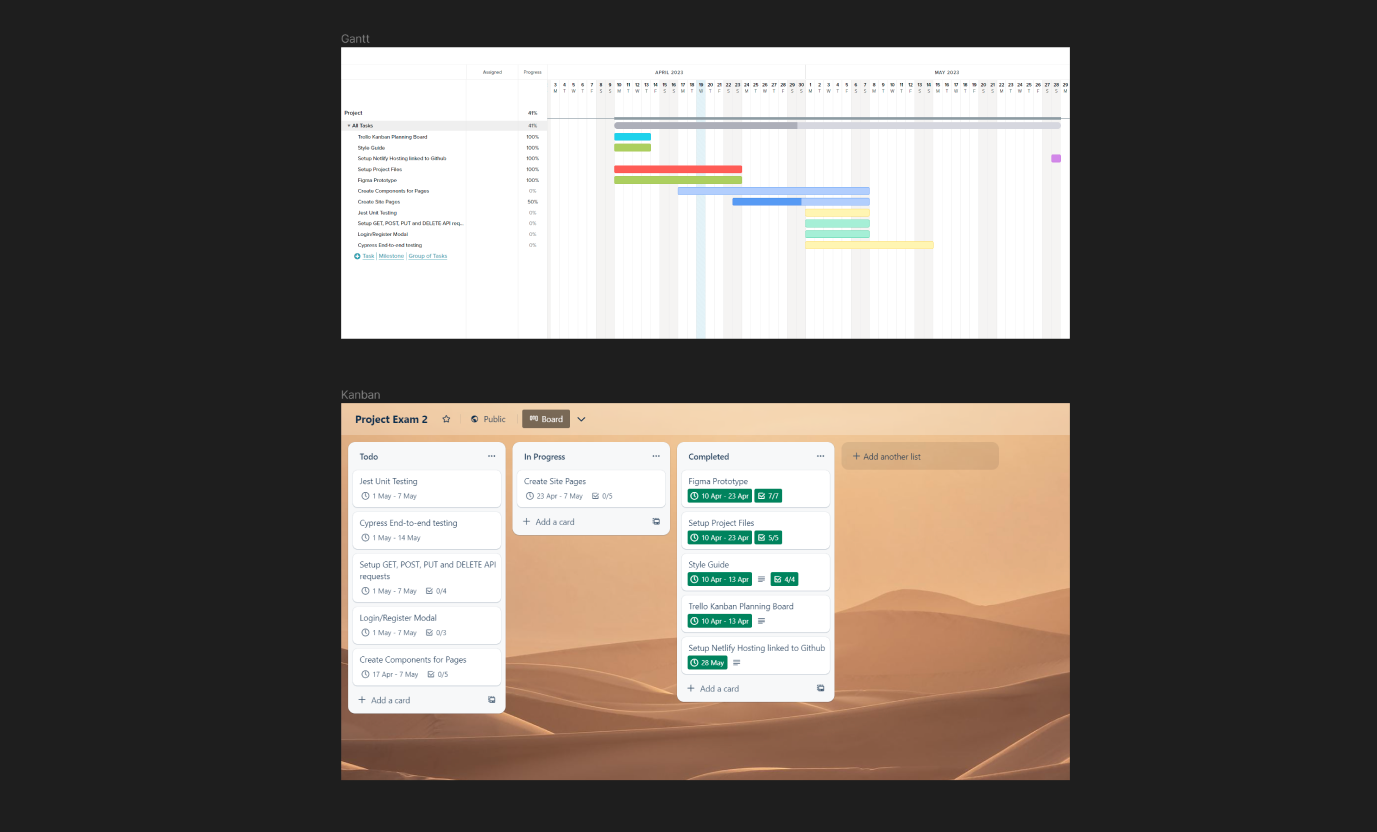 Gantt
Assigned Progress APRIL 2023 MAY 2023
3 4 5 6 7 8 9 10 11 12 13 14 15 16 17 18 19 20 21 22 23 24 25 26 27 28 29 30 1 2 3 4 5 6 7 8 9 10 11 12 13 14 15 16 17 18 19 20 21 22 23 24 25 26 27 28 29
M T W T F S S M T W T F S S M T W T F S S M T W T F S S M T W T F S S M T W T F S S M T W T F S S M T W T F S S M
Project 41%
All Tasks 41%
Trello Kanban Planning Board 100%
Style Guide 100%
Setup Netlify Hosting linked to Github 100%
Setup Project Files 100%
Figma Prototype 100%
Create Components for Pages 0%
Create Site Pages 50%
Jest Unit Testing 0%
Setup GET, POST, PUT and DELETE API req... 0%
Login/Register Modal 0%
Cypress End-to-end testing 0%
Task | Milestone | Group of Tasks
Kanban
Project Exam 2 Public Board
Todo
Jest Unit Testing
1 May - 7 May
Cypress End-to-end testing
1 May - 14 May
Setup GET, POST, PUT and DELETE API
requests
1 May - 7 May 0/4
Login/Register Modal
1 May - 7 May 0/3
Create Components for Pages
17 Apr - 7 May 0/5
+ Add a card
In Progress
Create Site Pages
23 Apr - 7 May 0/5
+ Add a card
Completed
Figma Prototype
10 Apr - 23 Apr 7/7
Setup Project Files
10 Apr - 23 Apr 5/5
Style Guide
10 Apr - 13 Apr 4/4
Trello Kanban Planning Board
10 Apr - 13 Apr
Setup Netlify Hosting linked to Github
28 May
+ Add a card
+ Add another list